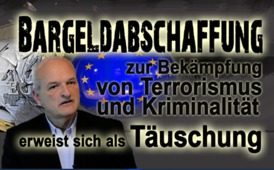 BARGELDABSCHAFFUNG
zur Bekämpfung
von Terrorismus
und Kriminalität
erweist sich als Täuschung